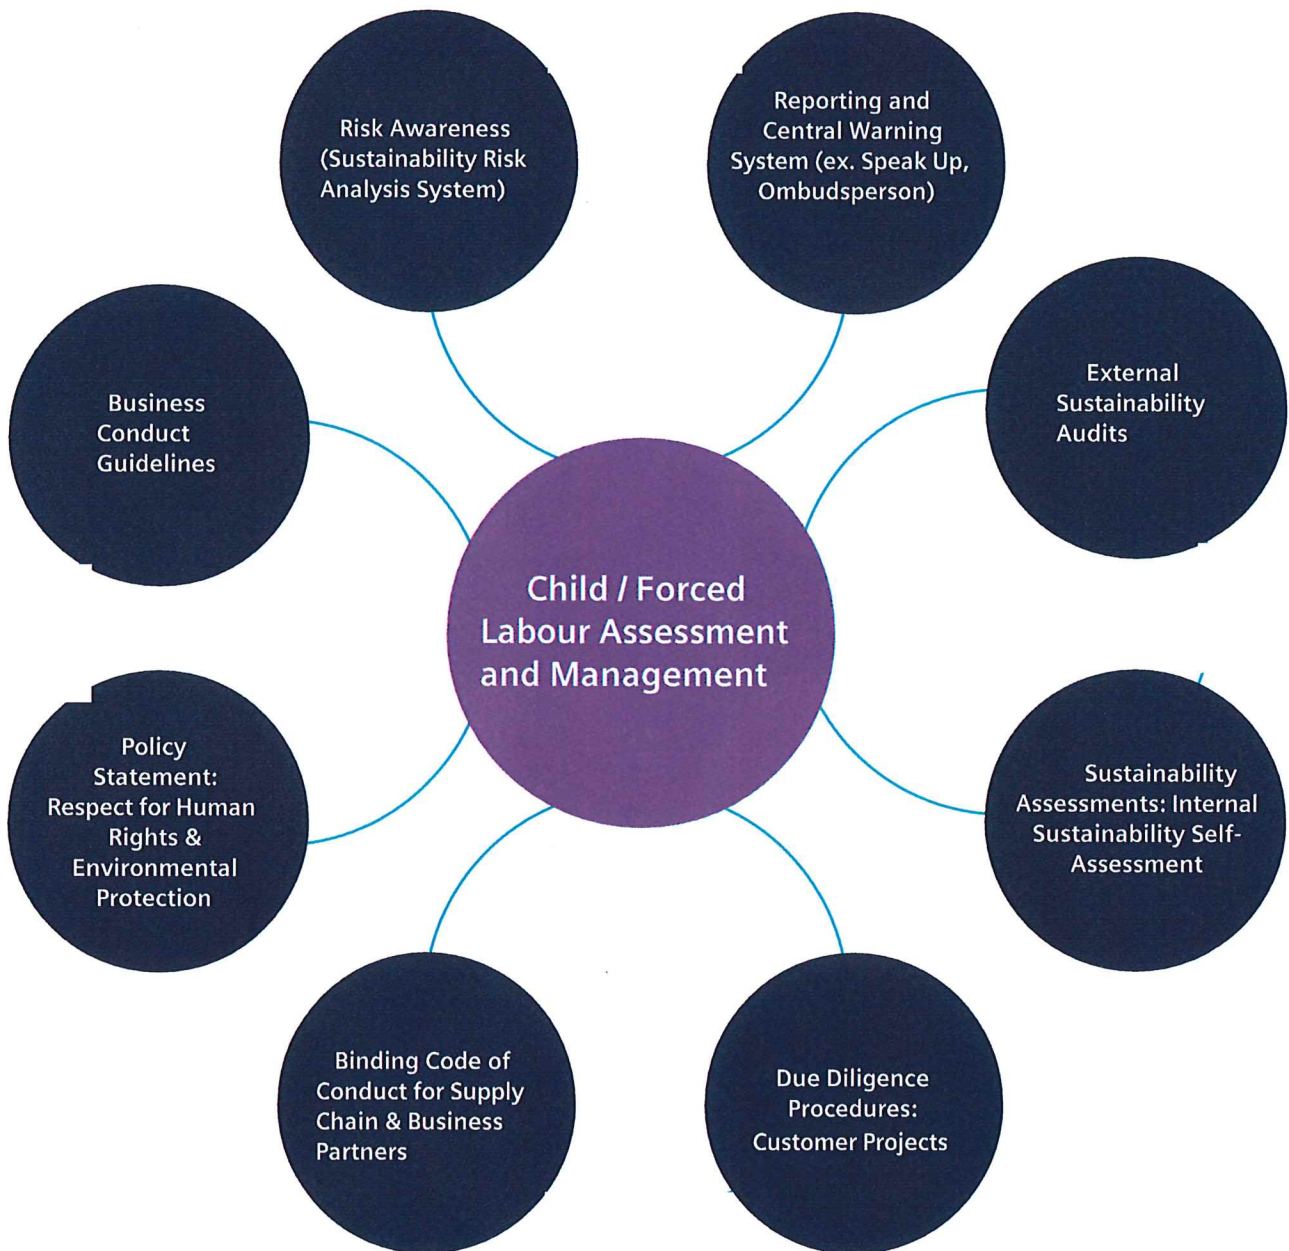 Risk Awareness
(Sustainability Risk
Analysis System)
Reporting and
Central Warning
System (ex. Speak Up,
Ombudsperson)
External
Sustainability
Audits
Business
Conduct
Guidelines
Child / Forced
Labour Assessment
and Management
Policy
Statement:
Respect for Human
Rights &
Environmental
Protection
Sustainability
Assessments: Internal
Sustainability Self-
Assessment
Binding Code of
Conduct for Supply
Chain & Business
Partners
Due Diligence
Procedures:
Customer Projects